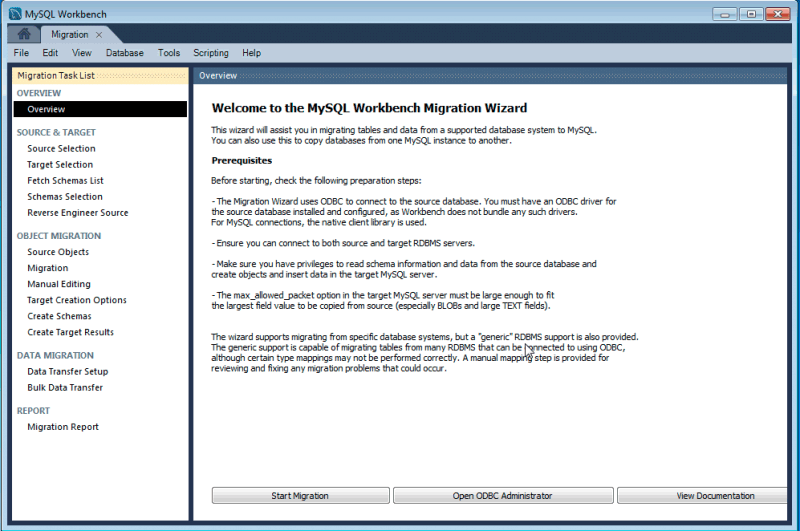 MySQL Workbench
Migration
File Edit View Database Tools Scripting Help
Migration Task List
OVERVIEW
Overview
SOURCE & TARGET
Source Selection
Target Selection
Fetch Schemas List
Schemas Selection
Reverse Engineer Source
OBJECT MIGRATION
Source Objects
Migration
Manual Editing
Target Creation Options
Create Schemas
Create Target Results
DATA MIGRATION
Data Transfer Setup
Bulk Data Transfer
REPORT
Migration Report
Overview
Welcome to the MySQL Workbench Migration Wizard
This wizard will assist you in migrating tables and data from a supported database system to MySQL.
You can also use this to copy databases from one MySQL instance to another.
Prerequisites
Before starting, check the following preparation steps:
- The Migration Wizard uses ODBC to connect to the source database. You must have an ODBC driver for
the source database installed and configured, as Workbench does not bundle any such drivers.
For MySQL connections, the native client library is used.
- Ensure you can connect to both source and target RDBMS servers.
- Make sure you have privileges to read schema information and data from the source database and
create objects and insert data in the target MySQL server.
- The max_allowed_packet option in the target MySQL server must be large enough to fit
the largest field value to be copied from source (especially BLOBs and large TEXT fields).
The wizard supports migrating from specific database systems, but a "generic" RDBMS support is also provided.
The generic support is capable of migrating tables from many RDBMS that can be connected to using ODBC,
although certain type mappings may not be performed correctly. A manual mapping step is provided for
reviewing and fixing any migration problems that could occur.
Start Migration
Open ODBC Administrator
View Documentation